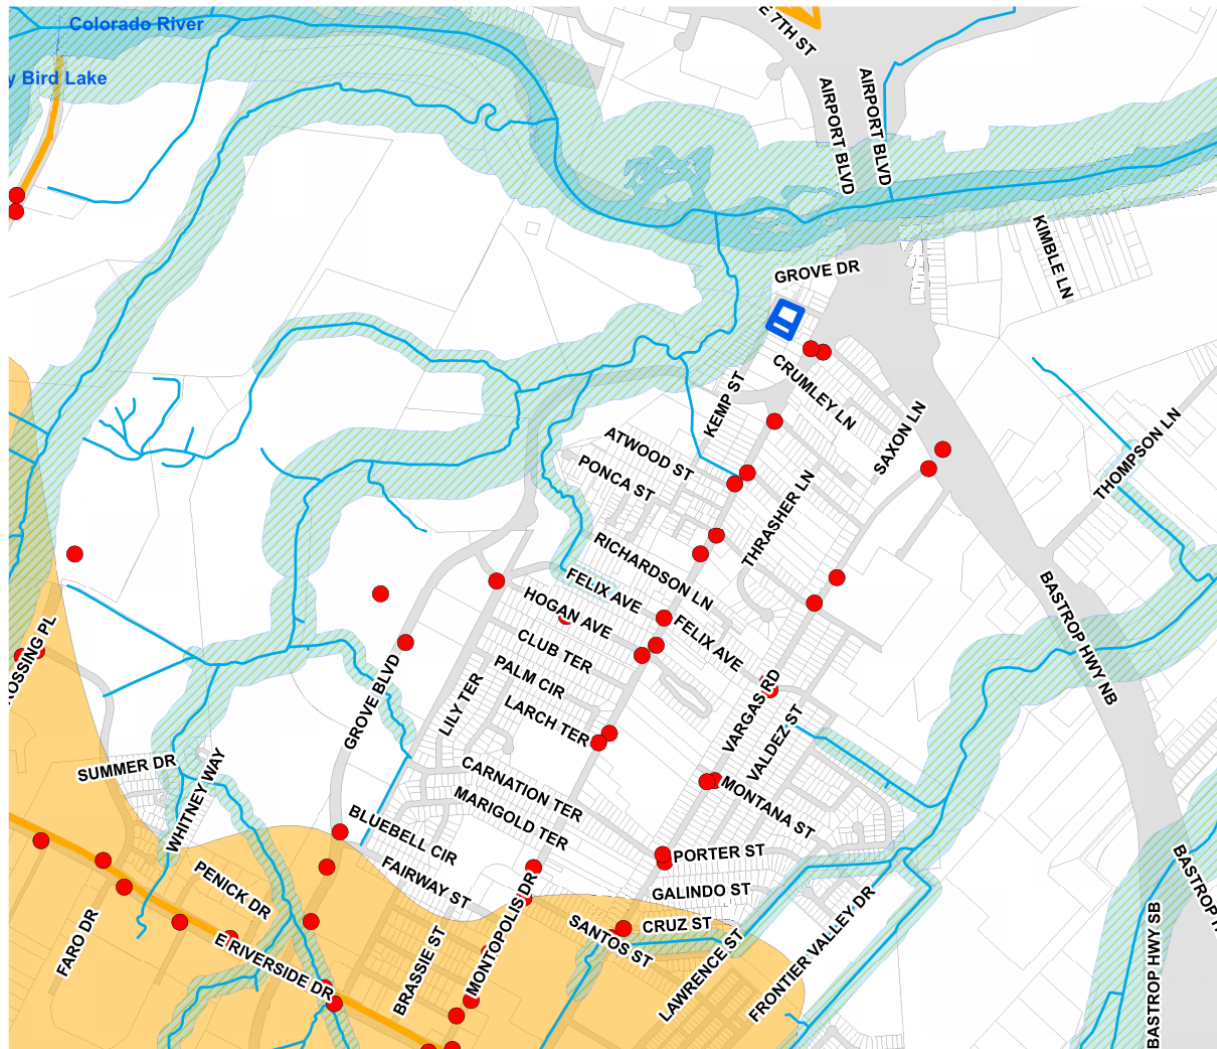 Colorado River
y Bird Lake
E 7TH ST
AIRPORT BLVD
AIRPORT BLVD
KIMBLE LN
GROVE DR
CRUMLEY LN
KEMP ST
SAXON LN
THOMPSON LN
ATWOOD ST
PONCA ST
THRASHER LN
RICHARDSON LN
FELIX AVE
HOGAN AVE
FELIX AVE
BASTROP HWY NB
CLUB TER
PALM CIR
LARCH TER
LILY TER
GROVE BLVD
VARGAS RD
VALDEZ ST
OSSING PL
SUMMER DR
WHITNEY WAY
CARNATION TER
MARIGOLD TER
MONTANA ST
BLUEBELL CIR
FAIRWAY ST
PORTER ST
GALINDO ST
PENICK DR
MONTOPOLIS DR
CRUZ ST
SANTOS ST
FARO DR
E RIVERSIDE DR
BRASSIE ST
LAWRENCE ST
FRONTIER VALLEY DR
BASTROP HWY SB
BASTROP